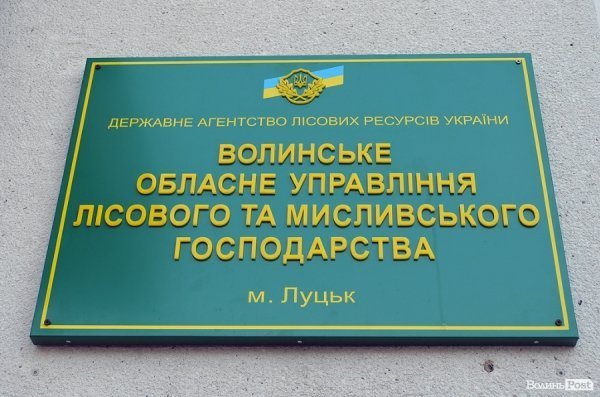 ДЕРЖАВНЕ АГЕНТСТВО ЛІСОВИХ РЕСУРСІВ УКРАЇНИ
ВОЛИНСЬКЕ
ОБЛАСНЕ УПРАВЛІННЯ
ЛІСОВОГО ТА МИСЛИВСЬКОГО
ГОСПОДАРСТВА
м. Луцьк
ВолиньPost